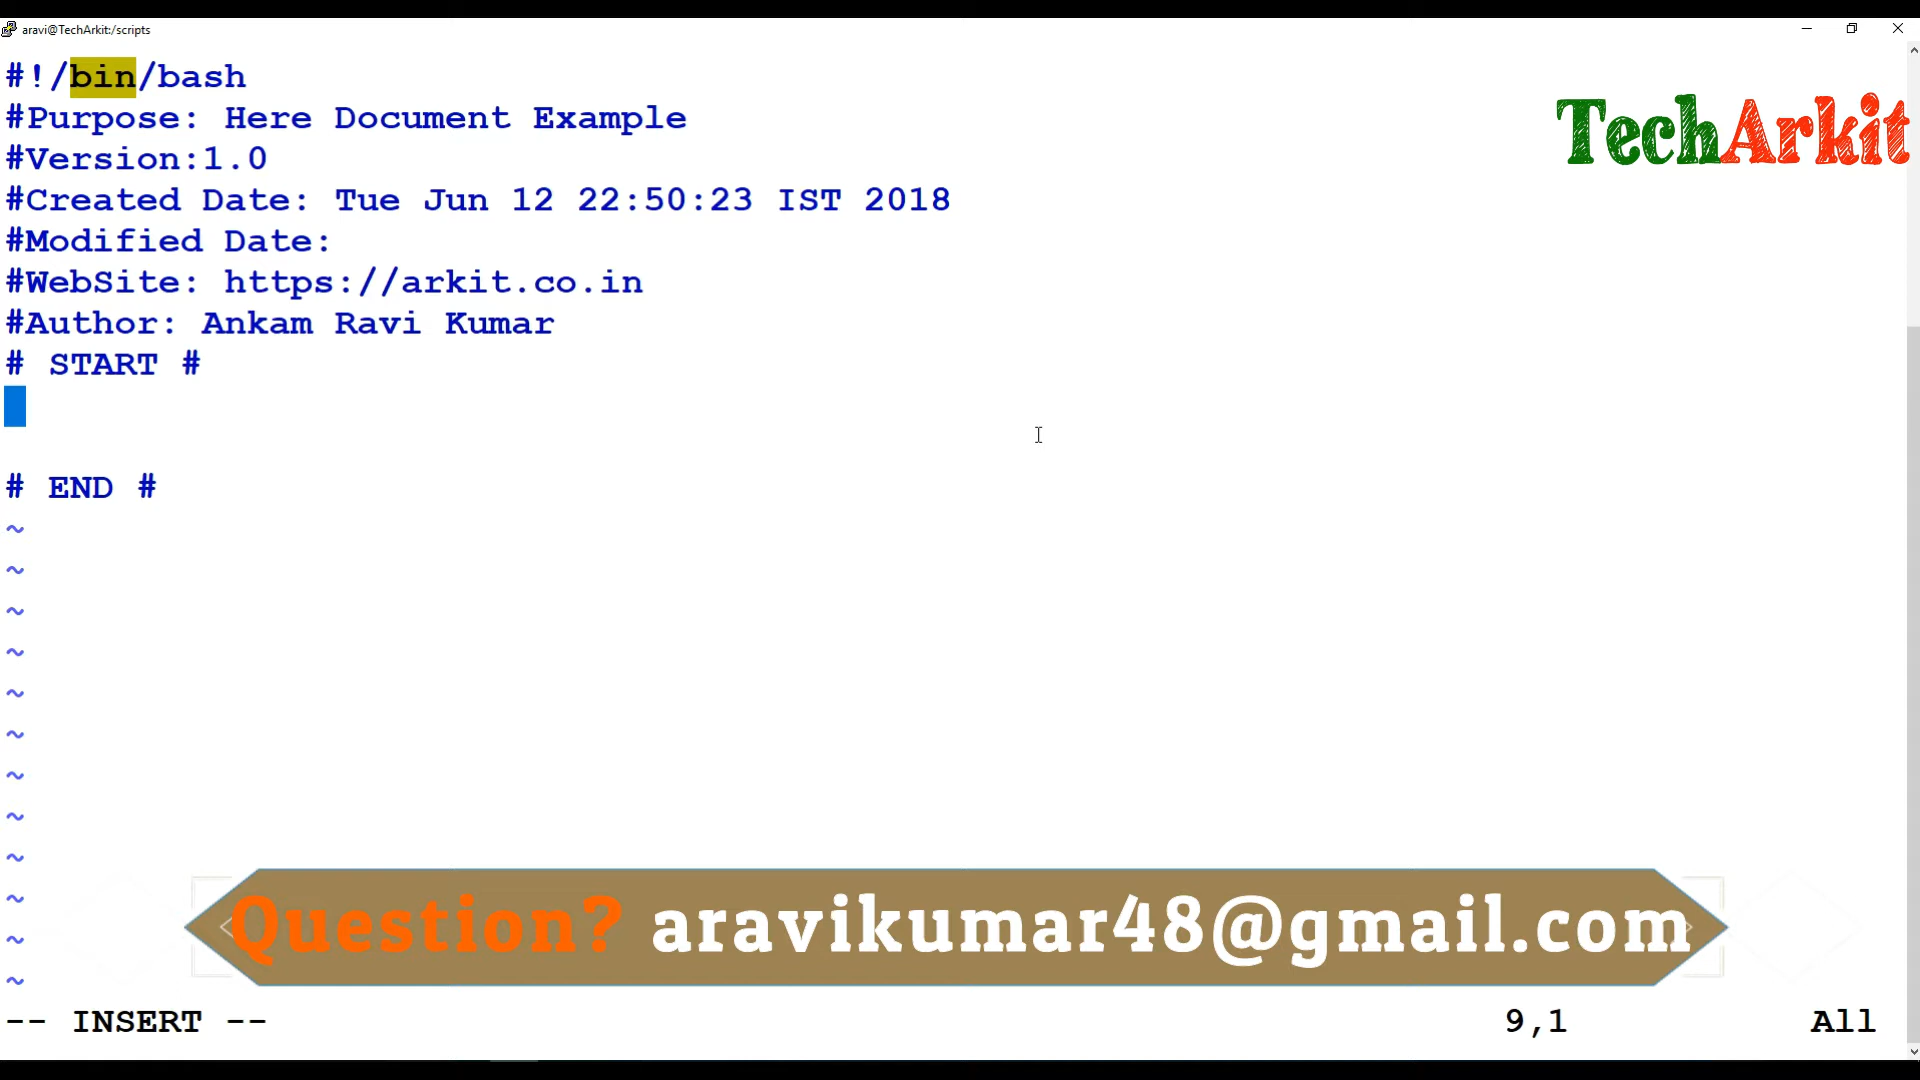 aravi@TechArkit:/scripts
#!/bin/bash
#Purpose: Here Document Example
#Version:1.0
#Created Date: Tue Jun 12 22:50:23 IST 2018
#Modified Date:
#WebSite: https://arkit.co.in
#Author: Ankam Ravi Kumar
# START #
# END #
~
~
~
~
~
~
~
~
~
~
~
~
TechArkit
Question? aravikumar48@gmail.com
-- INSERT -- 9,1 All